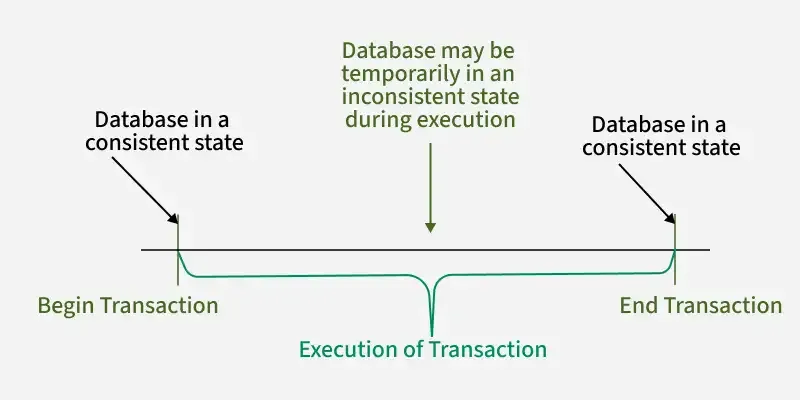 Database may be
temporarily in an
inconsistent state
during execution
Database in a
consistent state
Database in a
consistent state
Begin Transaction
End Transaction
Execution of Transaction